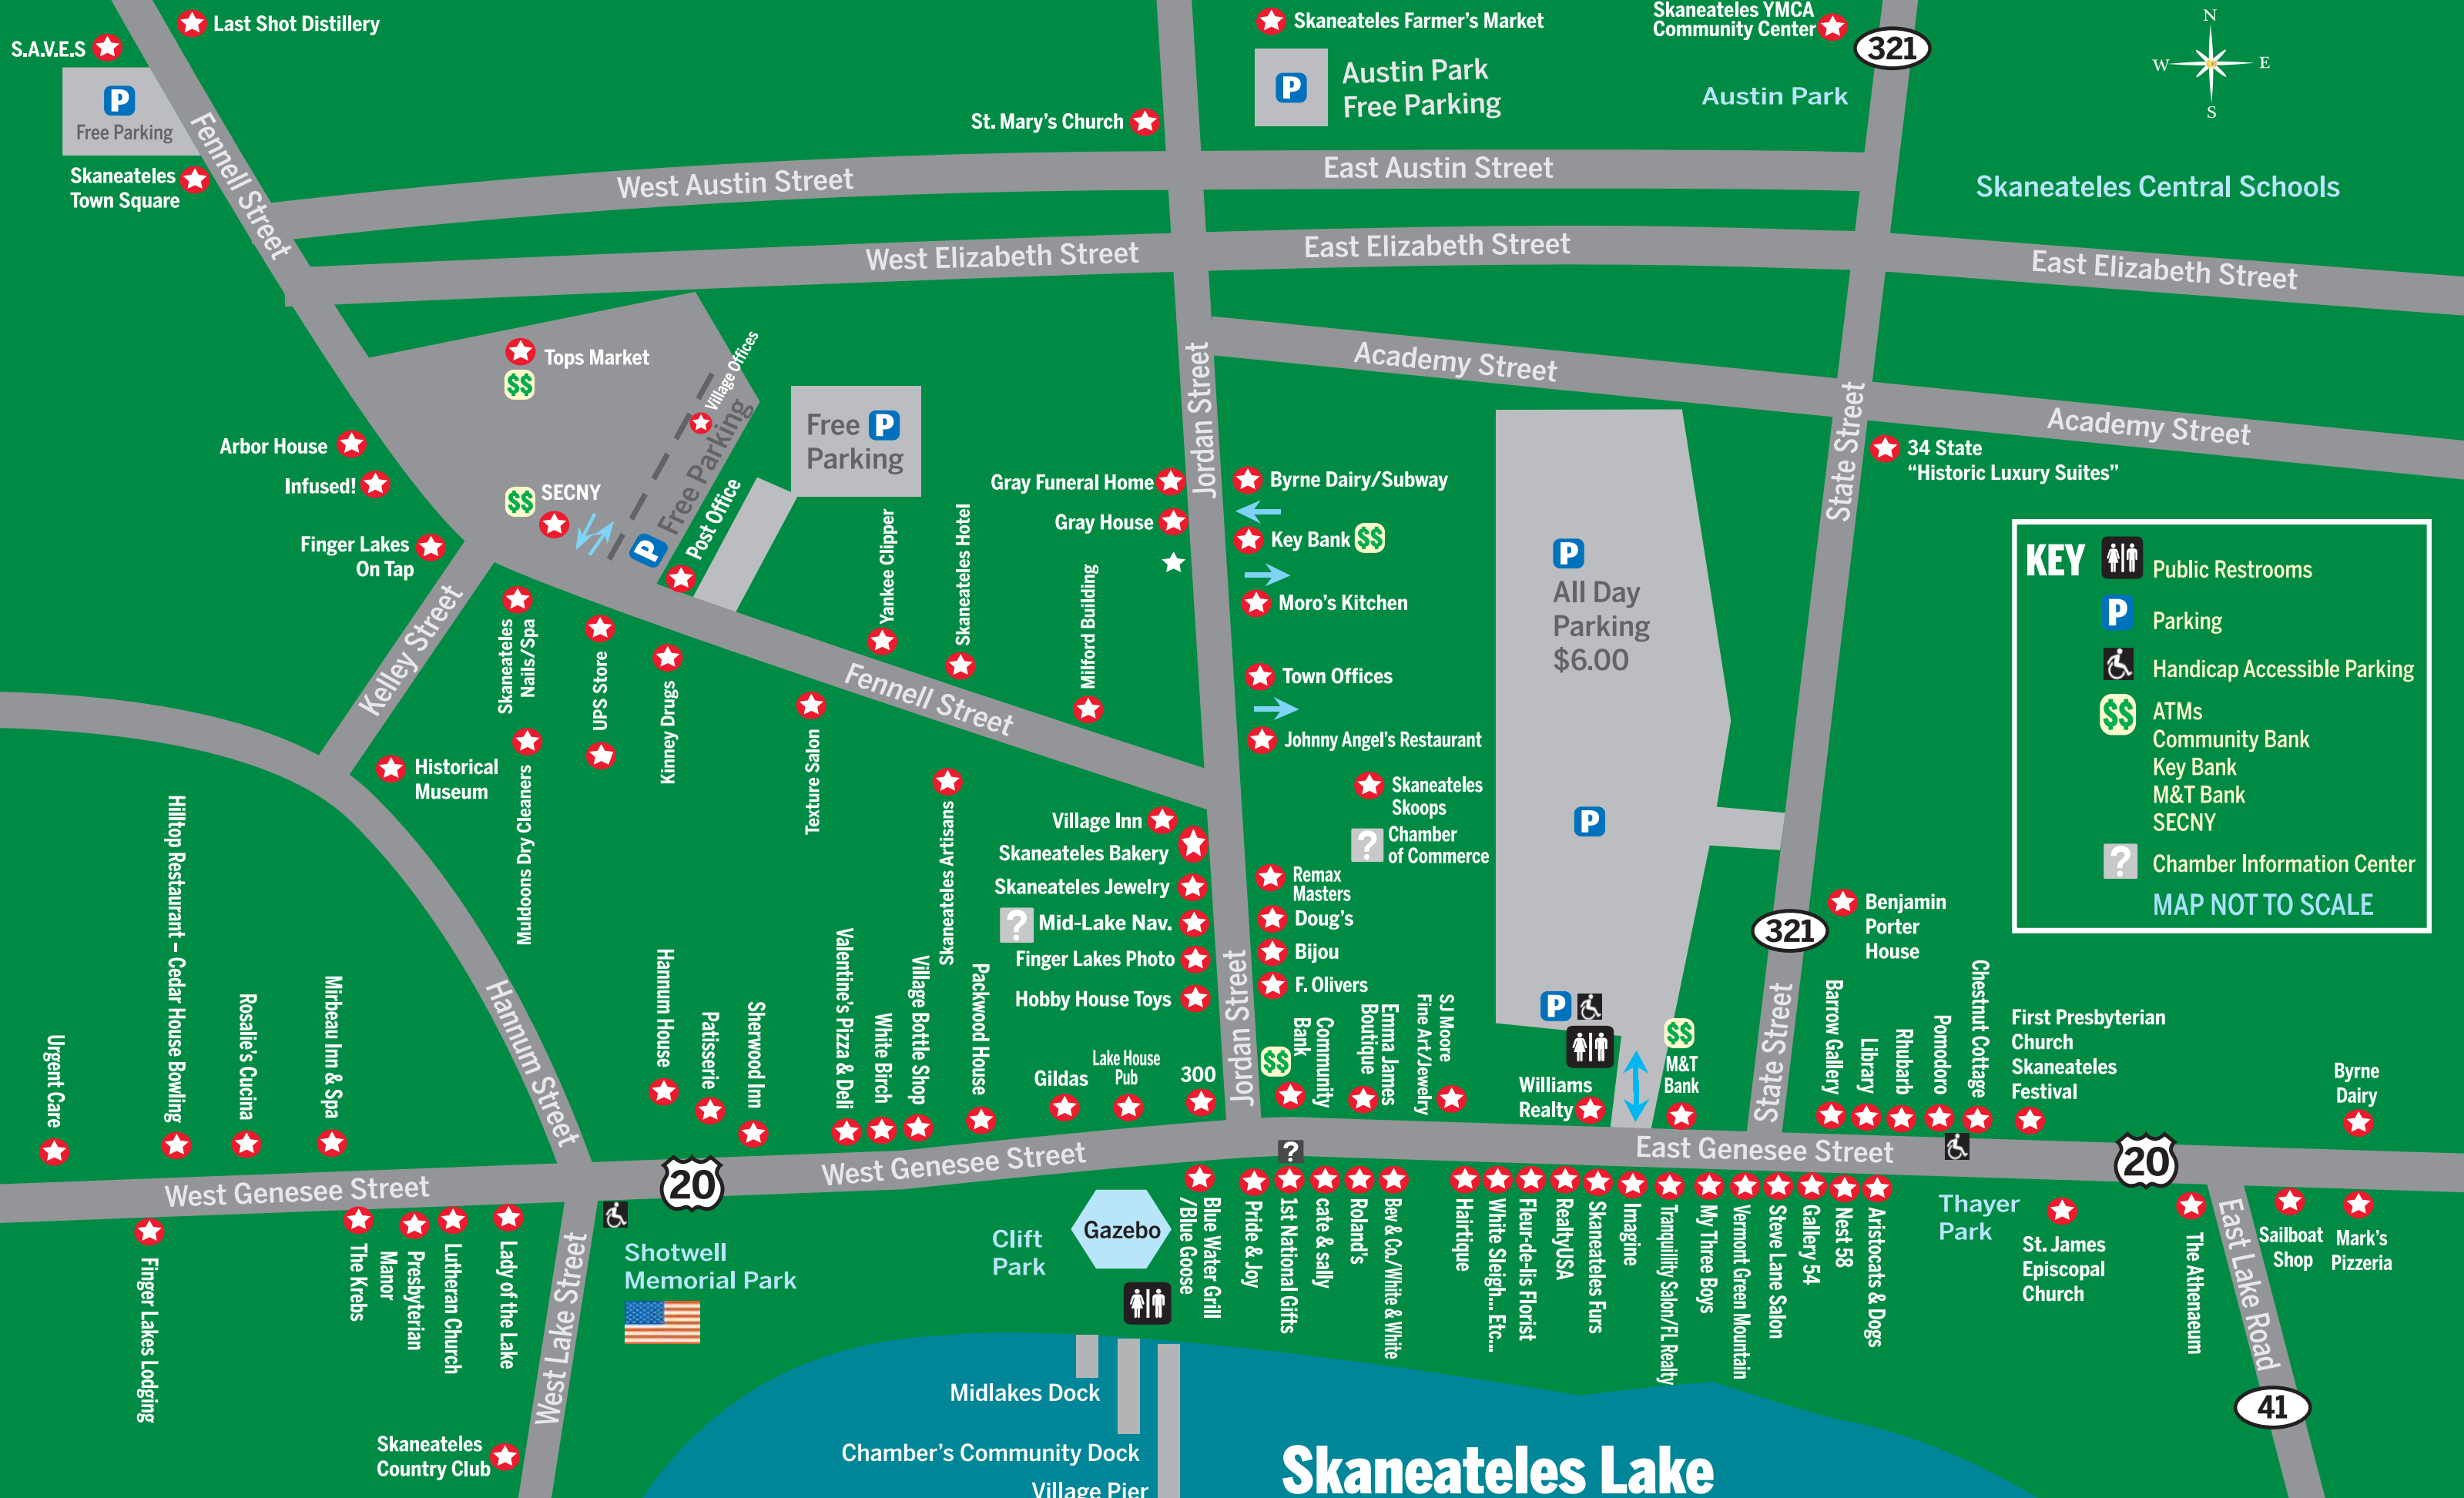 Last Shot Distillery
S.A.V.E.S
P
Free Parking
Skaneateles
Town Square
Fennell Street
Skaneateles Farmer's Market
P
Austin Park
Free Parking
Skaneateles YMCA
Community Center
321
Austin Park
N
W
E
S
St. Mary's Church
West Austin Street
East Austin Street
Skaneateles Central Schools
West Elizabeth Street
East Elizabeth Street
East Elizabeth Street
Tops Market
$$
Village Offices
Free Parking
P
Post Office
Free P
Parking
Arbor House
Infused!
$$
SECNY
Finger Lakes
On Tap
Kelley Street
Jordan Street
Academy Street
Academy Street
State Street
34 State
"Historic Luxury Suites"
Gray Funeral Home
Gray House
Byrne Dairy/Subway
Key Bank
$$
Moro's Kitchen
Town Offices
Johnny Angel's Restaurant
Skaneateles
Skoops
?
Chamber
of Commerce
P
All Day
Parking
$6.00
P
KEY
Public Restrooms
P
Parking
Handicap Accessible Parking
$$
ATMs
Community Bank
Key Bank
M&T Bank
SECNY
?
Chamber Information Center
MAP NOT TO SCALE
Skaneateles
Nails/Spa
UPS Store
Kinney Drugs
Muldoons Dry Cleaners
Texture Salon
Yankee Clipper
Skaneateles Hotel
Milford Building
Fennell Street
Skaneateles Artisans
Historical
Museum
Village Inn
Skaneateles Bakery
Skaneateles Jewelry
?
Mid-Lake Nav.
Finger Lakes Photo
Hobby House Toys
Remax
Masters
Doug's
Bijou
F. Olivers
Jordan Street
321
Benjamin
Porter
House
State Street
Hannum Street
Urgent Care
Hilltop Restaurant – Cedar House Bowling
Rosalie's Cucina
Mirbeau Inn & Spa
Hannum House
Patisserie
Sherwood Inn
Valentine's Pizza & Deli
White Birch
Village Bottle Shop
Packwood House
Gildas
Lake House
Pub
300
$$
Community
Bank
Emma James
Boutique
SJ Moore
Fine Art/Jewelry
P
Williams
Realty
$$
M&T
Bank
Barrow Gallery
Library
Rhubarb
Pomodoro
Chestnut Cottage
First Presbyterian
Church
Skaneateles
Festival
Byrne
Dairy
West Genesee Street
20
West Genesee Street
?
East Genesee Street
20
Finger Lakes Lodging
The Krebs
Presbyterian
Manor
Lutheran Church
Lady of the Lake
West Lake Street
Skaneateles
Country Club
Shotwell
Memorial Park
Clift
Park
Gazebo
Blue Water Grill
/Blue Goose
Pride & Joy
1st National Gifts
cate & sally
Roland's
Bev & Co./White & White
Hairtique
White Sleigh... Etc...
Fleur-de-lis Florist
RealtyUSA
Skaneateles Furs
Imagine
Tranquility Salon/FL Realty
My Three Boys
Vermont Green Mountain
Steve Lane Salon
Gallery 54
Nest 58
Aristocats & Dogs
Thayer
Park
St. James
Episcopal
Church
The Athenaeum
East Lake Road
Sailboat
Shop
Mark's
Pizzeria
41
Midlakes Dock
Chamber's Community Dock
Village Pier
Skaneateles Lake